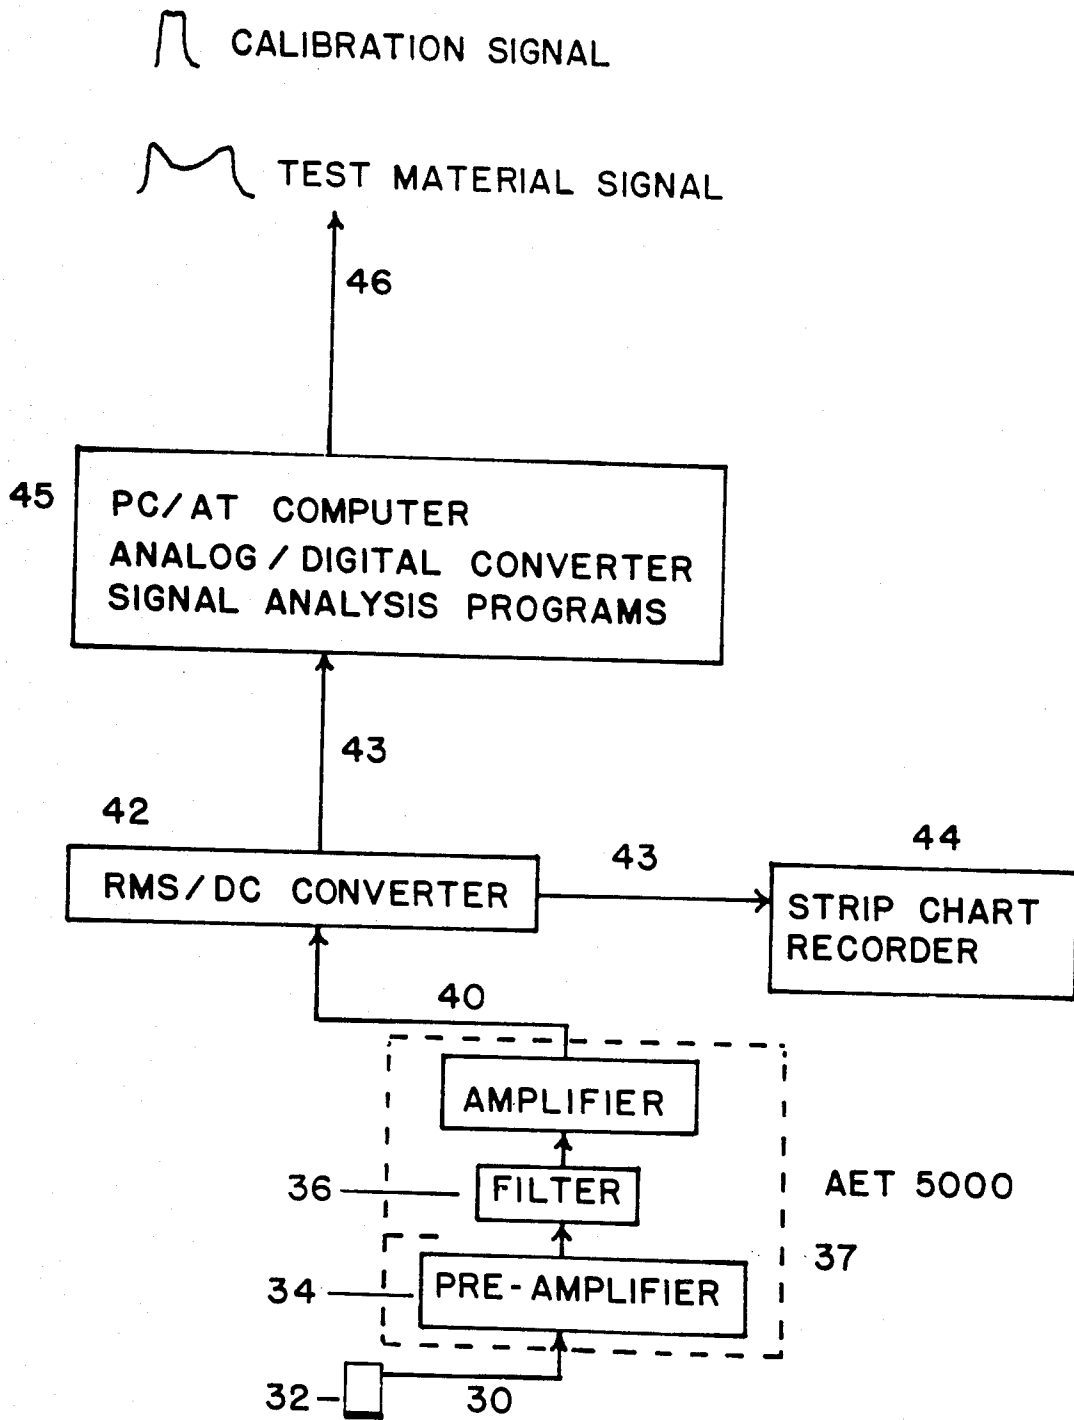 CALIBRATION SIGNAL
TEST MATERIAL SIGNAL
46
45
PC/AT COMPUTER
ANALOG/DIGITAL CONVERTER
SIGNAL ANALYSIS PROGRAMS
43
42
43
44
RMS/DC CONVERTER
STRIP CHART
RECORDER
40
AMPLIFIER
36
FILTER
AET 5000
37
34
PRE-AMPLIFIER
32
30